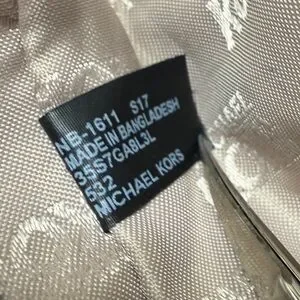 NB-1611 S17
MADE IN BANGLADESH
35S7GA8L3L
532
MICHAEL KORS